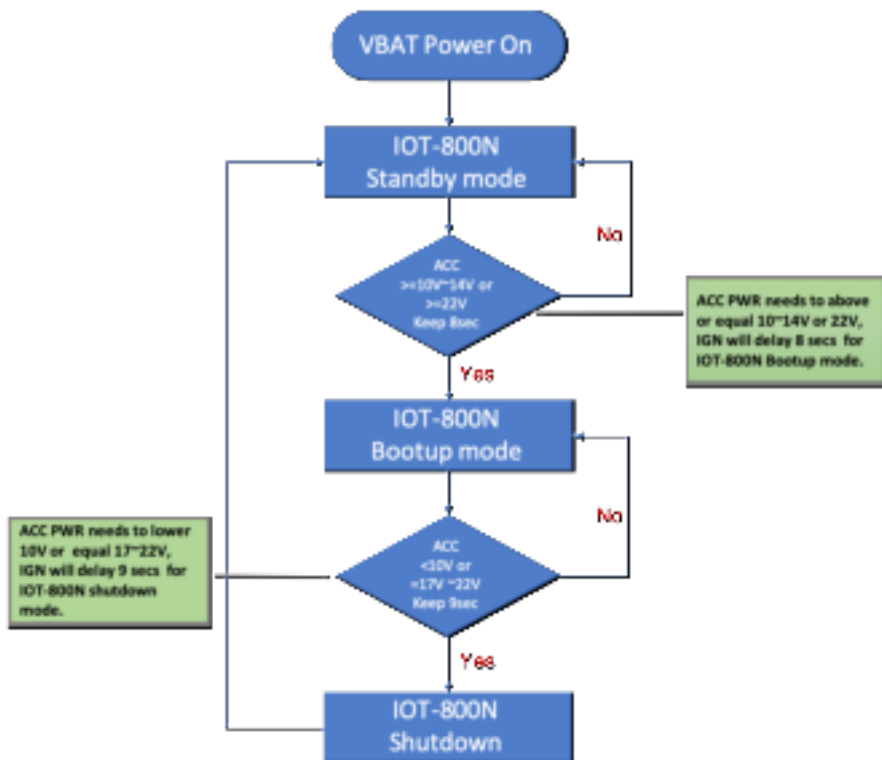 VBAT Power On
IOT-800N
Standby mode
No
ACC
>=10V~14V or
>=22V
Keep 8sec
ACC PWR needs to above
or equal 10~14V or 22V,
IGN will delay 8 secs for
IOT-800N Bootup mode.
Yes
IOT-800N
Bootup mode
No
ACC PWR needs to lower
10V or equal 17~22V,
IGN will delay 9 secs for
IOT-800N shutdown
mode.
ACC
<10V or
=17V ~22V
Keep 9sec
Yes
IOT-800N
Shutdown